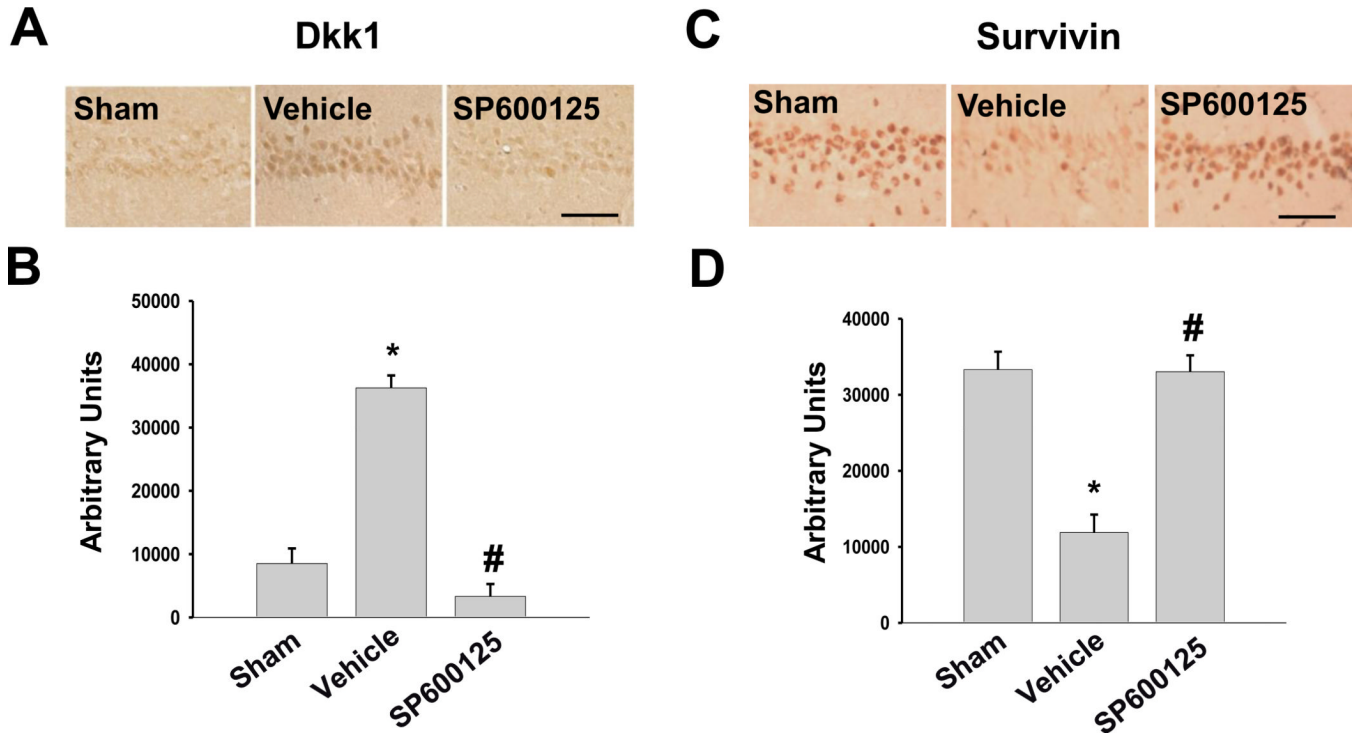 A
Dkk1
Sham
Vehicle
SP600125
B
50000
40000
30000
20000
10000
0
Arbitrary Units
*
#
Sham
Vehicle
SP600125
C
Survivin
Sham
Vehicle
SP600125
D
40000
30000
20000
10000
0
Arbitrary Units
*
#
Sham
Vehicle
SP600125